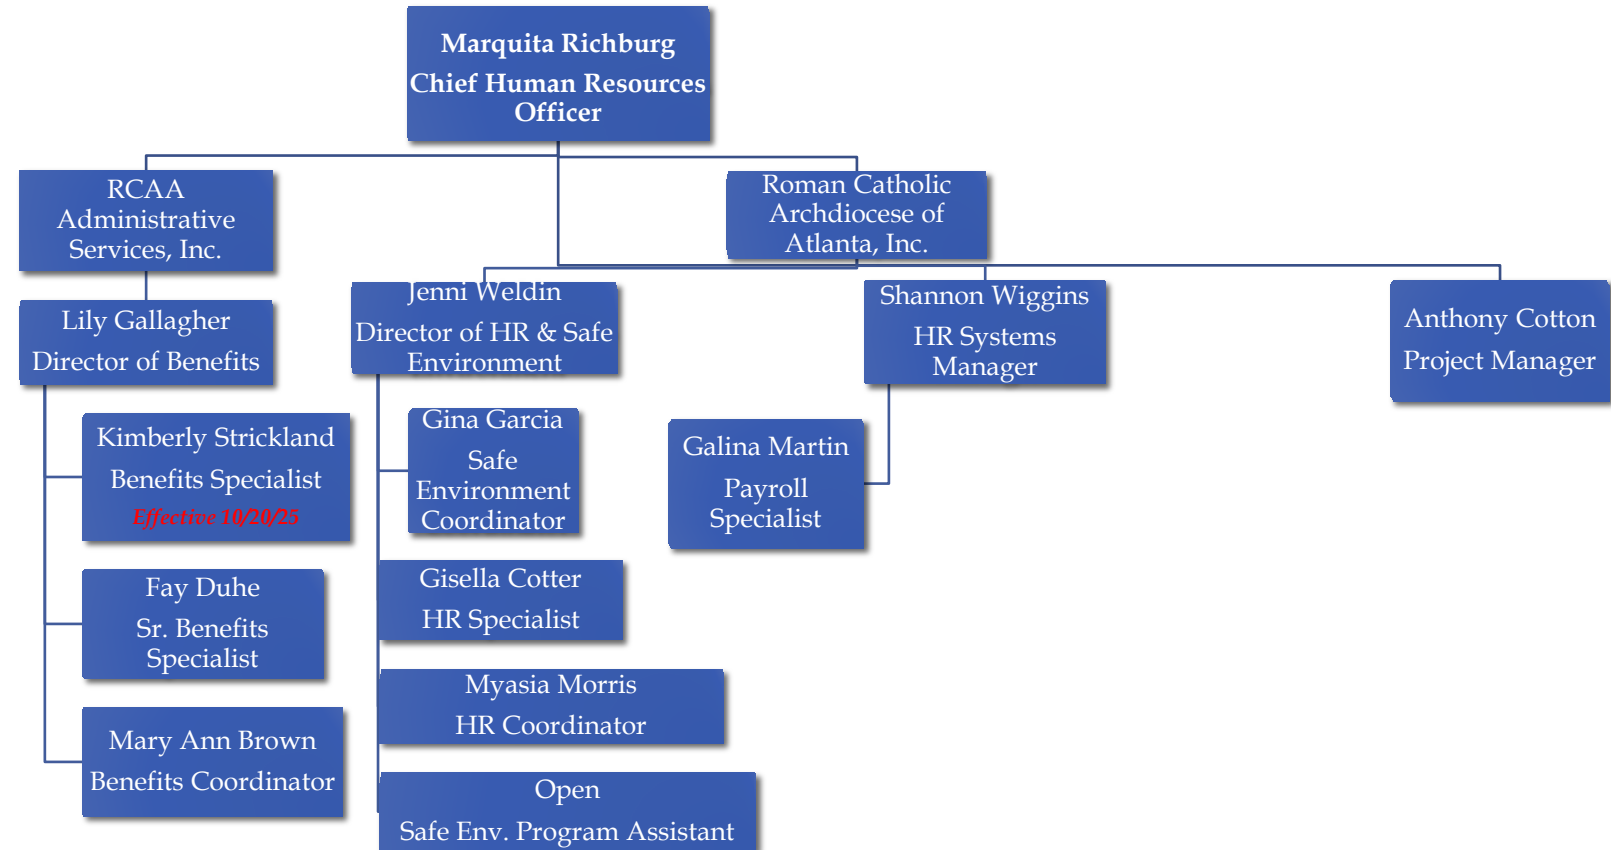 Marquita Richburg
Chief Human Resources
Officer
RCAA
Administrative
Services, Inc.
Roman Catholic
Archdiocese of
Atlanta, Inc.
Lily Gallagher
Director of Benefits
Jenni Weldin
Director of HR & Safe
Environment
Shannon Wiggins
HR Systems
Manager
Anthony Cotton
Project Manager
Kimberly Strickland
Benefits Specialist
Effective 10/20/25
Gina Garcia
Safe
Environment
Coordinator
Galina Martin
Payroll
Specialist
Fay Duhe
Sr. Benefits
Specialist
Gisella Cotter
HR Specialist
Myasia Morris
HR Coordinator
Mary Ann Brown
Benefits Coordinator
Open
Safe Env. Program Assistant